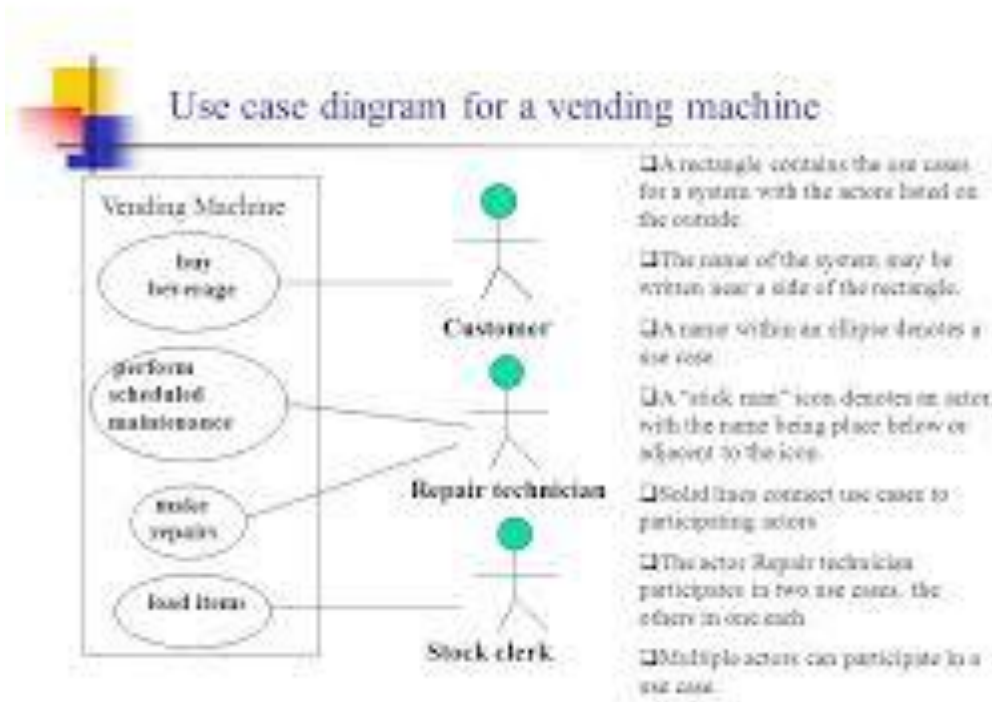 Use case diagram for a vending machine
Vending Machine
buy
beverage
perform
scheduled
maintenance
make
repairs
load items
Customer
Repair technician
Stock clerk
❑A rectangle contains the use cases
for a system with the actors listed on
the outside.
❑The name of the system may be
written near a side of the rectangle.
❑A name within an ellipse denotes a
use case
❑A "stick man" icon denotes an actor
with the name being place below or
adjacent to the icon.
❑Solid lines connect use cases to
participating actors
❑The actor Repair technician
participates in two use cases, the
others in one each
❑Multiple actors can participate in a
use case.